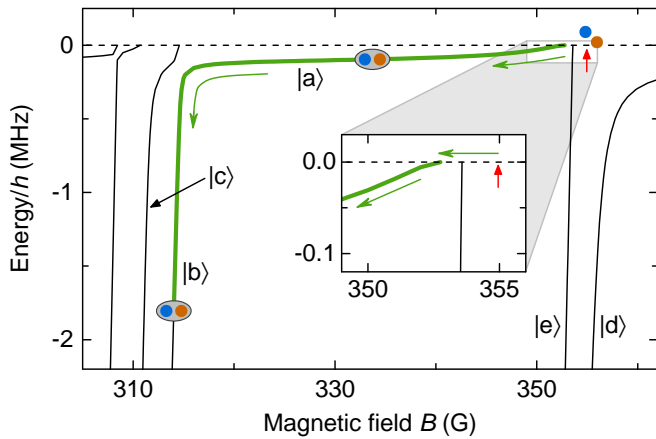 Energy/h (MHz)
0
-1
-2
|a⟩
|c⟩
|b⟩
|e⟩
|d⟩
0.0
-0.1
350
355
310
330
350
Magnetic field B (G)